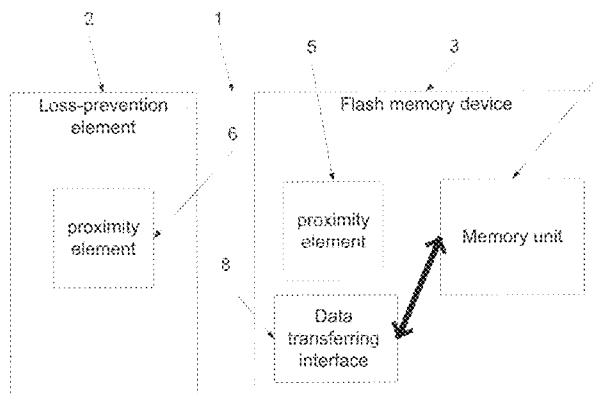 2
1
5
3
Loss-prevention
element
Flash memory device
6
proximity
element
proximity
element
Memory unit
8
Data
transferring
interface